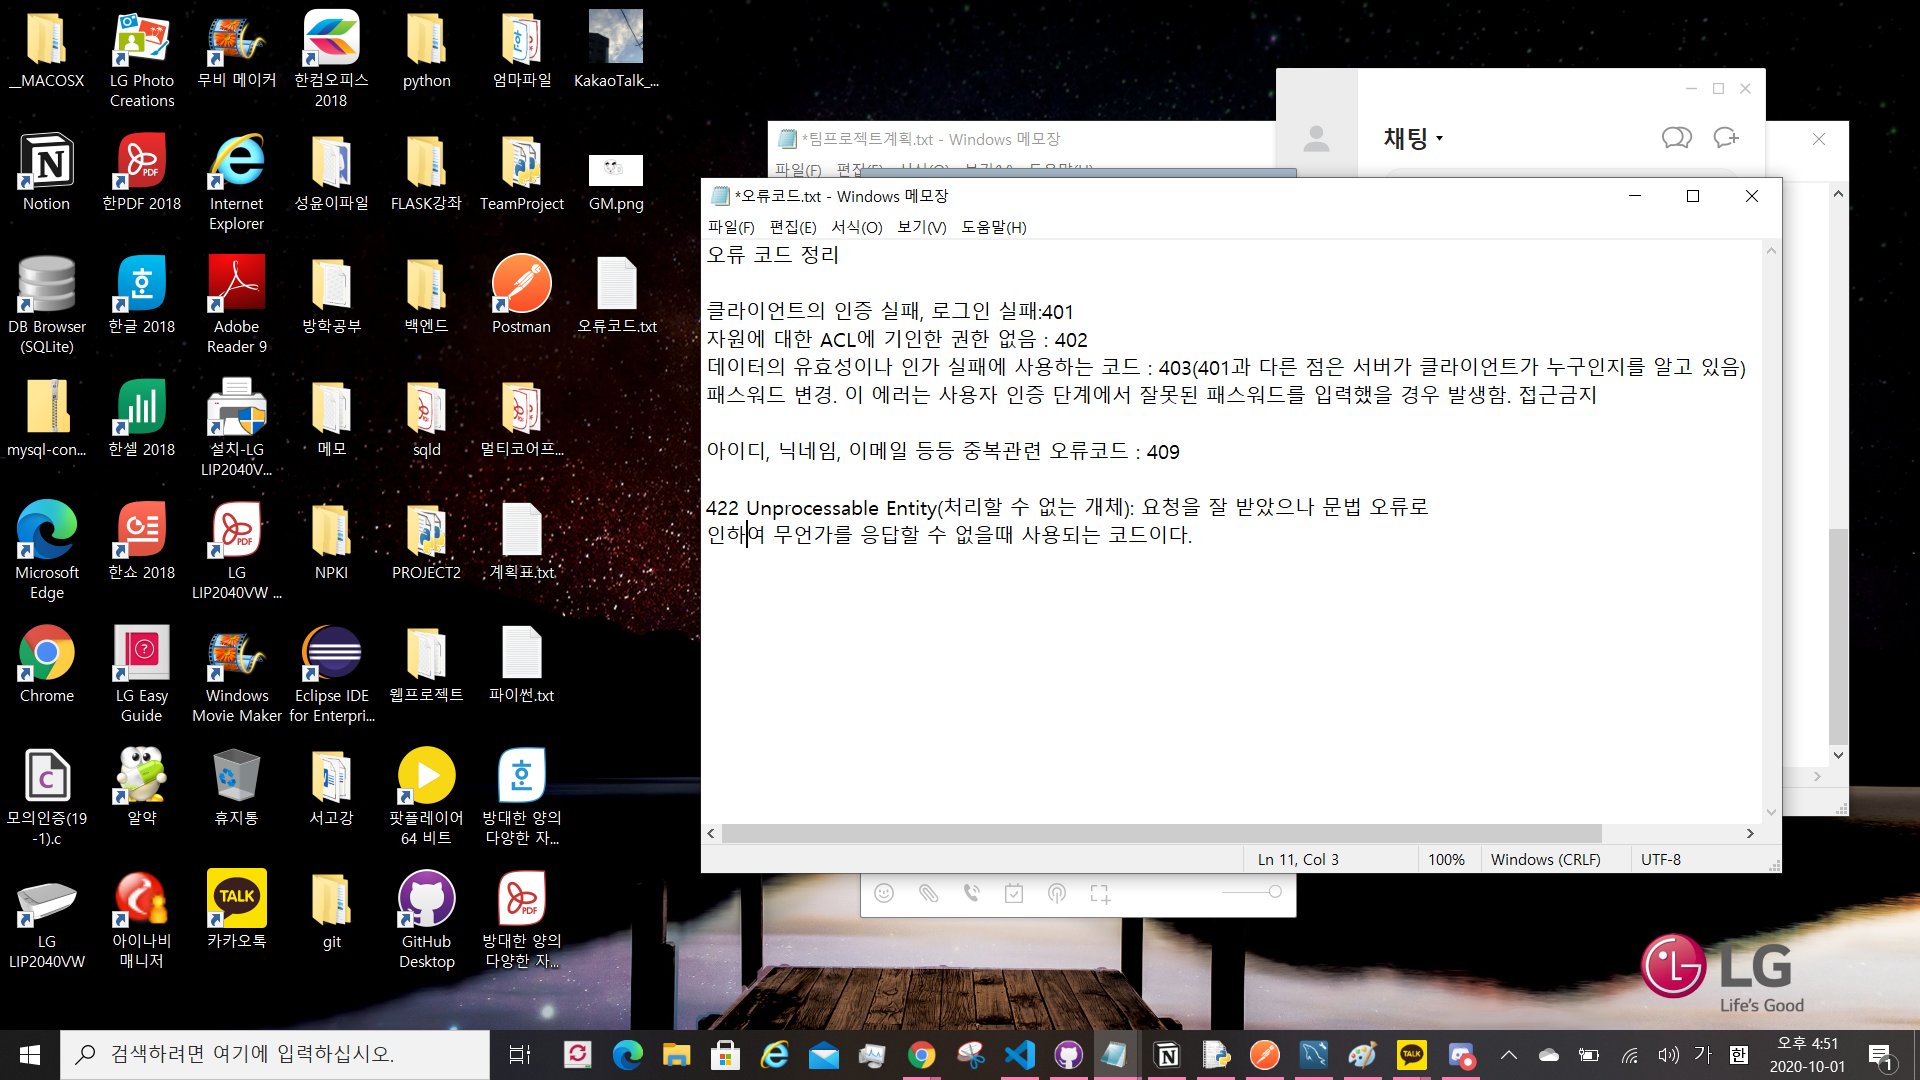 __MACOSX
LG Photo
Creations
무비 메이커
한컴오피스
2018
python
엄마파일
KakaoTalk_...
Notion
한PDF 2018
Internet
Explorer
성윤이파일
FLASK강좌
TeamProject
GM.png
DB Browser
(SQLite)
한글 2018
Adobe
Reader 9
방학공부
백엔드
Postman
오류코드.txt
mysql-con...
한셀 2018
설치-LG
LIP2040V...
메모
sqld
멀티코어프...
Microsoft
Edge
한쇼 2018
LG
LIP2040VW ...
NPKI
PROJECT2
계획표.txt
Chrome
LG Easy
Guide
Windows
Movie Maker
Eclipse IDE
for Enterpri...
웹프로젝트
파이썬.txt
모의인증(19
-1).c
알약
휴지통
서고강
팟플레이어
64 비트
방대한 양의
다양한 자...
LG
LIP2040VW
아이나비
매니저
카카오톡
git
GitHub
Desktop
방대한 양의
다양한 자...
채팅
*팀프로젝트계획.txt - Windows 메모장
파일(F) 편집(E) 서식(O) 보기(V) 도움말(H)
*오류코드.txt - Windows 메모장
파일(F) 편집(E) 서식(O) 보기(V) 도움말(H)
오류 코드 정리
클라이언트의 인증 실패, 로그인 실패:401
자원에 대한 ACL에 기인한 권한 없음 : 402
데이터의 유효성이나 인가 실패에 사용하는 코드 : 403(401과 다른 점은 서버가 클라이언트가 누구인지를 알고 있음)
패스워드 변경. 이 에러는 사용자 인증 단계에서 잘못된 패스워드를 입력했을 경우 발생함. 접근금지
아이디, 닉네임, 이메일 등등 중복관련 오류코드 : 409
422 Unprocessable Entity(처리할 수 없는 개체): 요청을 잘 받았으나 문법 오류로
인하여 무언가를 응답할 수 없을때 사용되는 코드이다.
Ln 11, Col 3
100%
Windows (CRLF)
UTF-8
LG
Life's Good
검색하려면 여기에 입력하십시오.
가
한
오후 4:51
2020-10-01
1